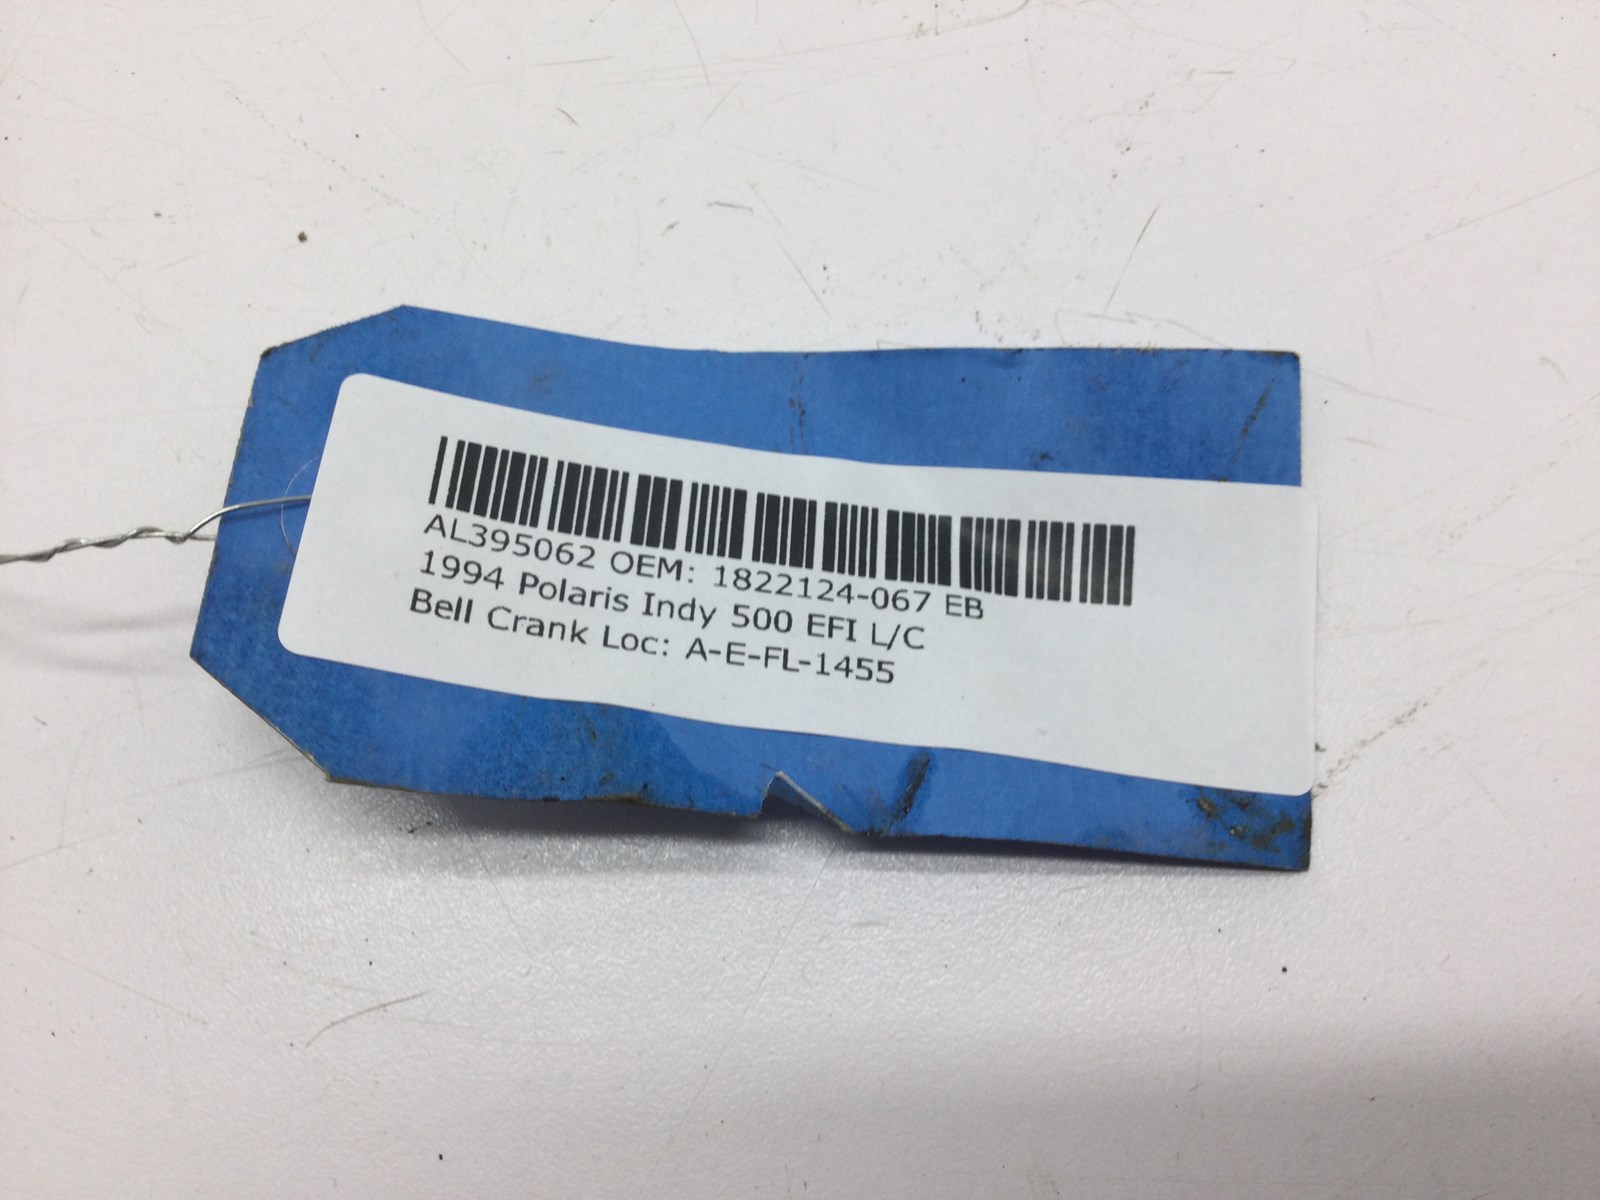 AL395062 OEM: 1822124-067 EB
1994 Polaris Indy 500 EFI L/C
Bell Crank Loc: A-E-FL-1455